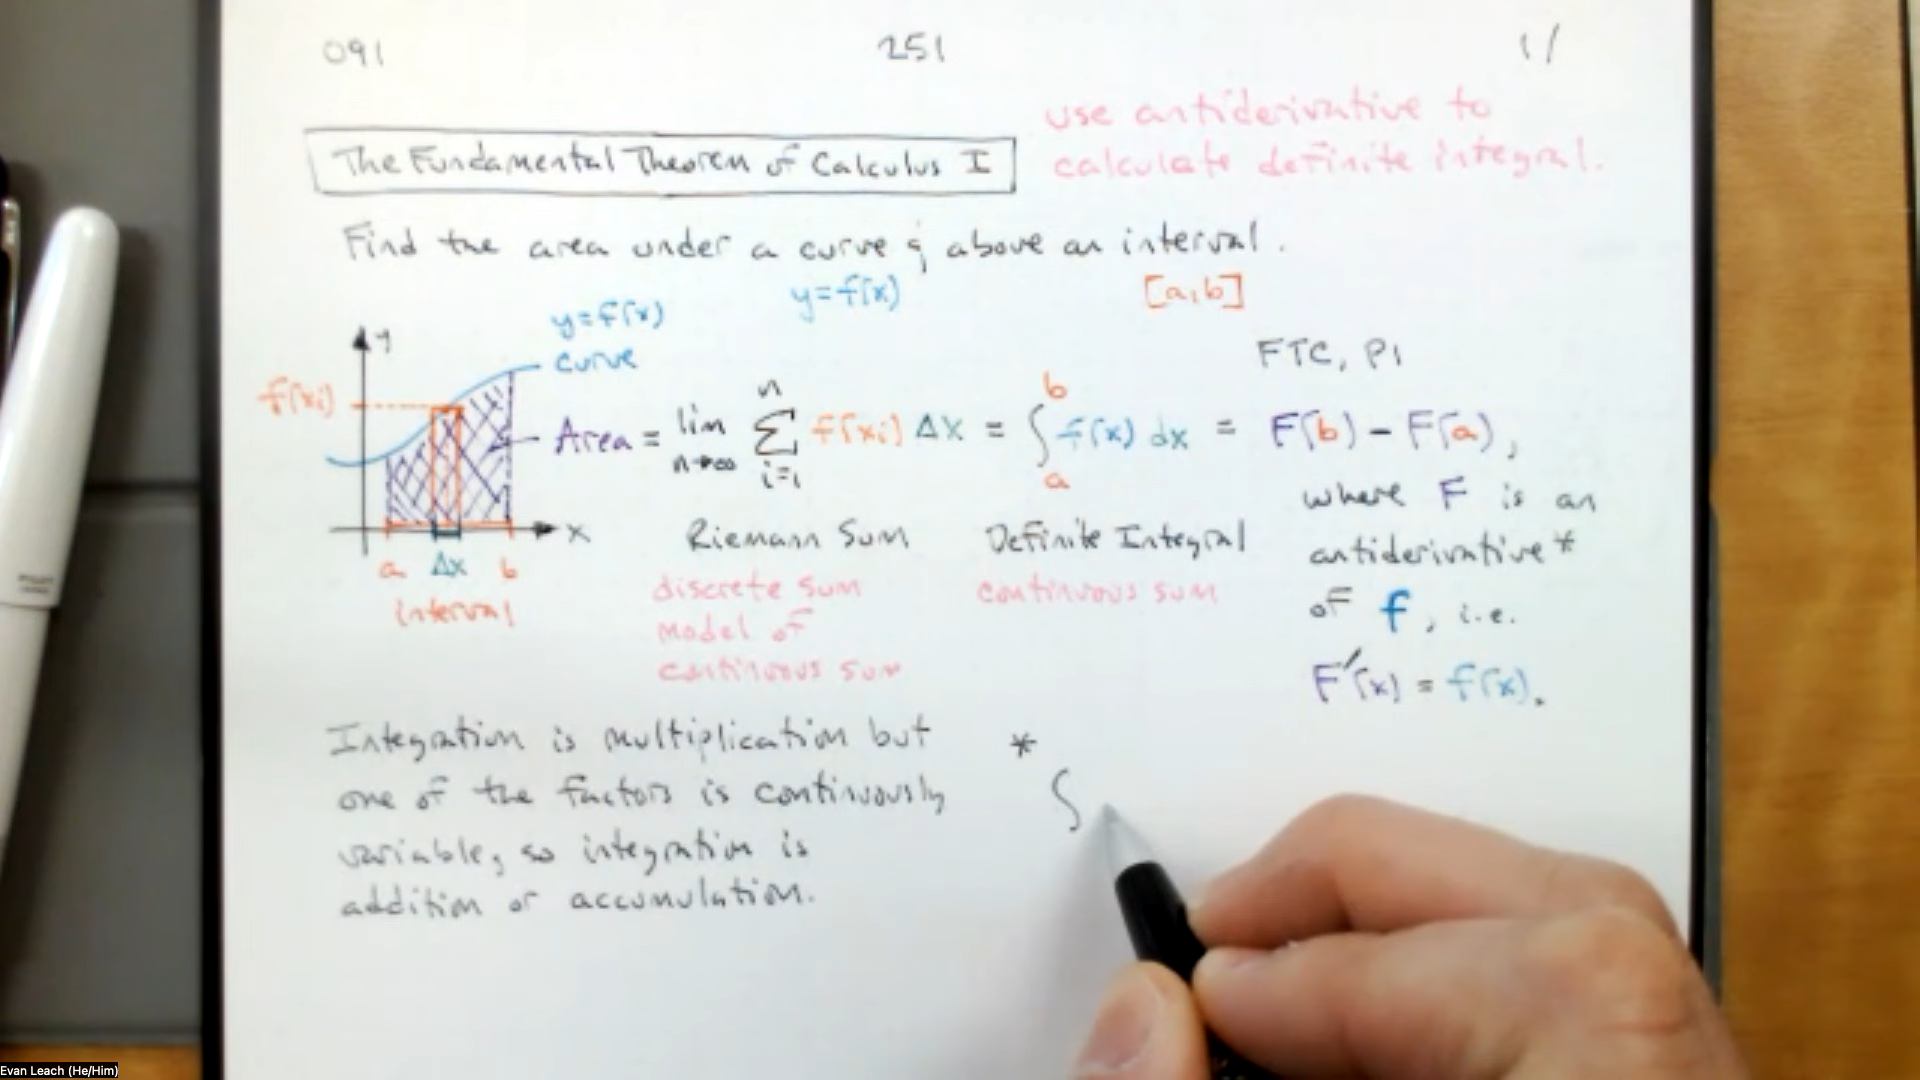 091 251 1/
The Fundamental Theorem of Calculus I
use antiderivative to
calculate definite integral.
Find the area under a curve & above an interval.
y=f(x) [a,b]
y=f(x)
curve
y
f(xi)
x
a Δx b
interval
FTC, P1
Area = lim n→∞ n Σ i=1 f(xi) Δx = ∫ b a f(x) dx = F(b) - F(a),
Riemann Sum
discrete sum
model of
continuous sum
Definite Integral
continuous sum
where F is an
antiderivative*
of f, i.e.
F'(x) = f(x).
Integration is multiplication but
one of the factors is continuously
variable, so integration is
addition or accumulation.
* ∫
Evan Leach (He/Him)